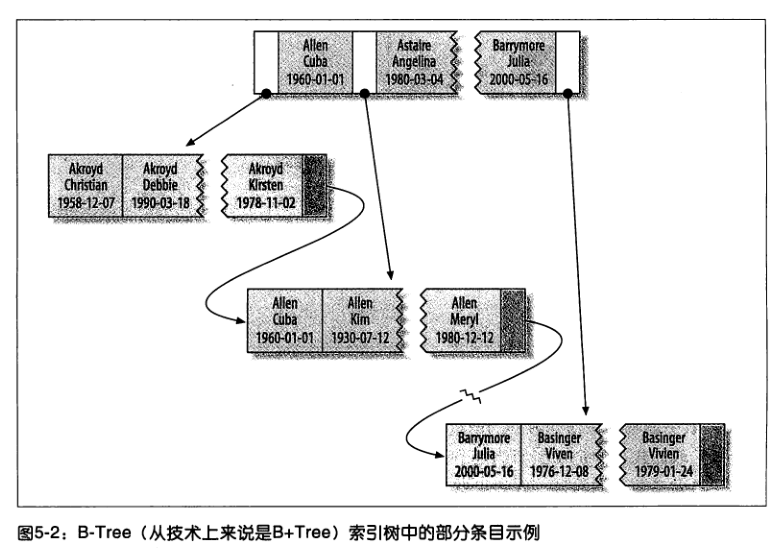 Allen
Cuba
1960-01-01
Astaire
Angelina
1980-03-04
Barrymore
Julia
2000-05-16
Akroyd
Christian
1958-12-07
Akroyd
Debbie
1990-03-18
Akroyd
Kirsten
1978-11-02
Allen
Cuba
1960-01-01
Allen
Kim
1930-07-12
Allen
Meryl
1980-12-12
Barrymore
Julia
2000-05-16
Basinger
Viven
1976-12-08
Basinger
Vivien
1979-01-24
图5-2：B-Tree（从技术上来说是B+Tree）索引树中的部分条目示例